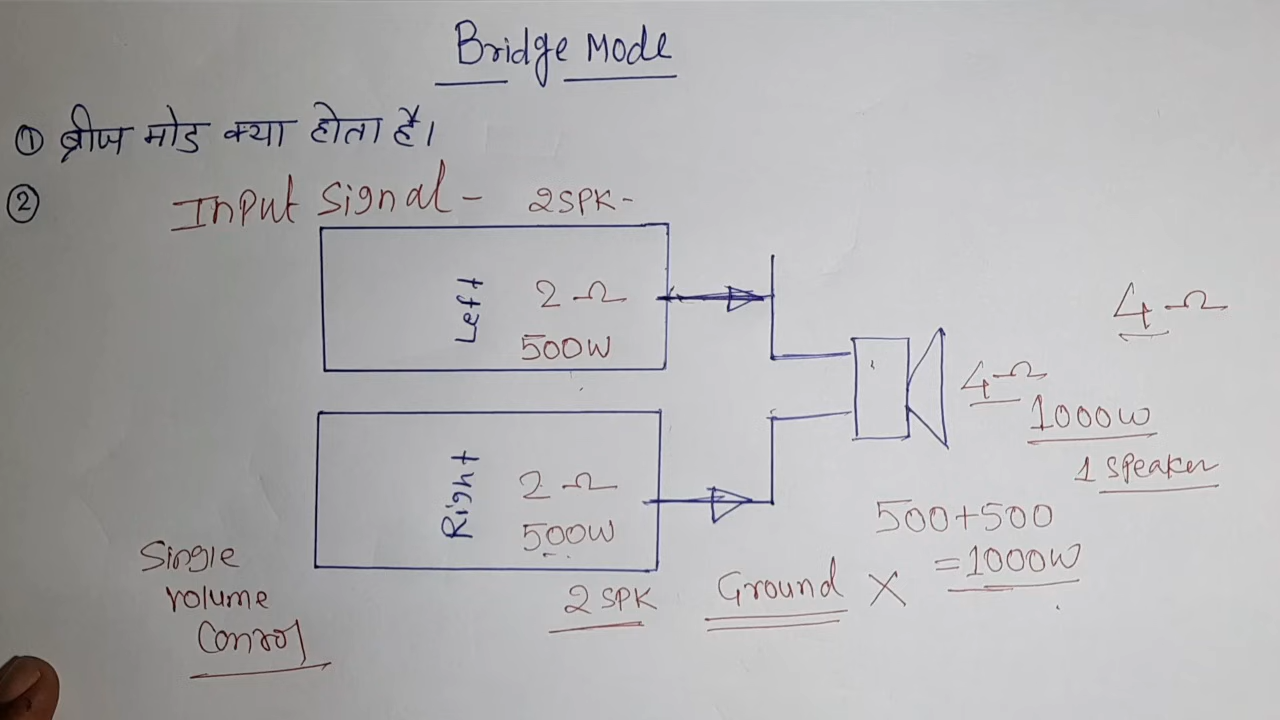 Bridge Mode
① ब्रीज मोड क्या होता है।
②
Input Signal - 2SPK-
Left 2 Ω
500W
4 Ω
4 Ω
1000W
1 Speaker
Right 2 Ω
500W
500+500
=1000W
2 SPK
Ground X
Single
Volume
Conrol